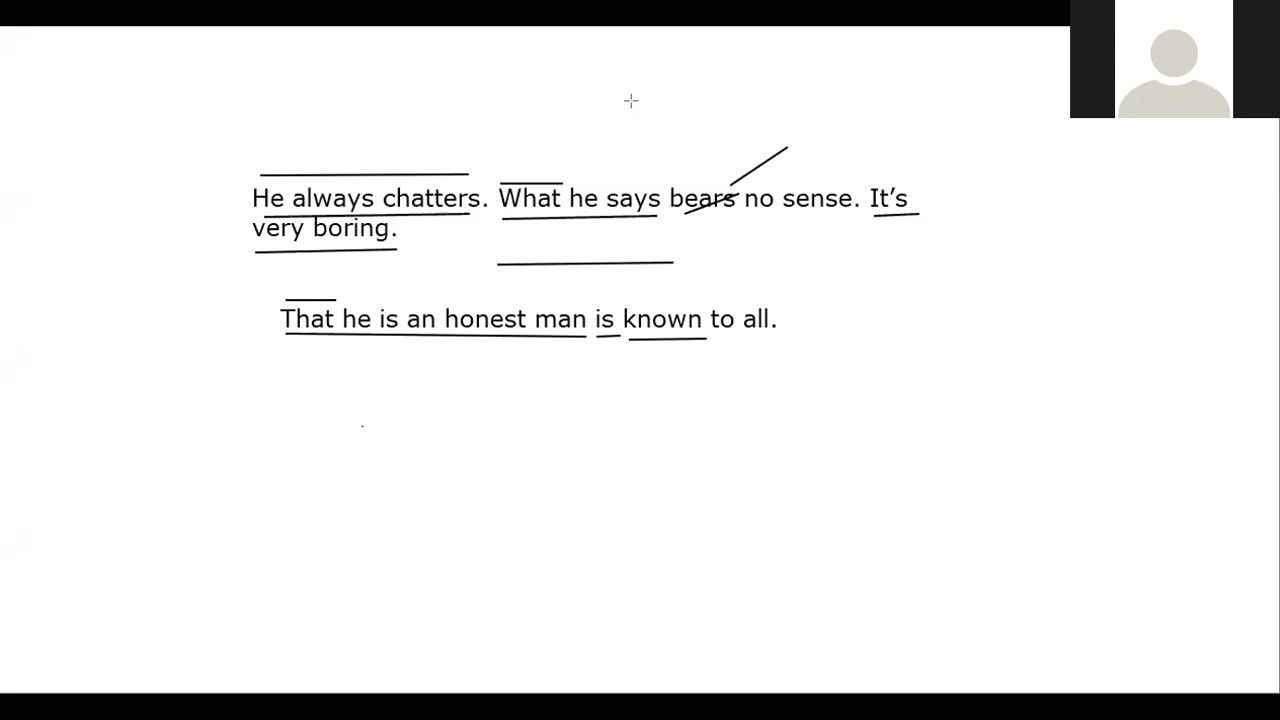 He always chatters. What he says bears no sense. It’s
very boring.
That he is an honest man is known to all.